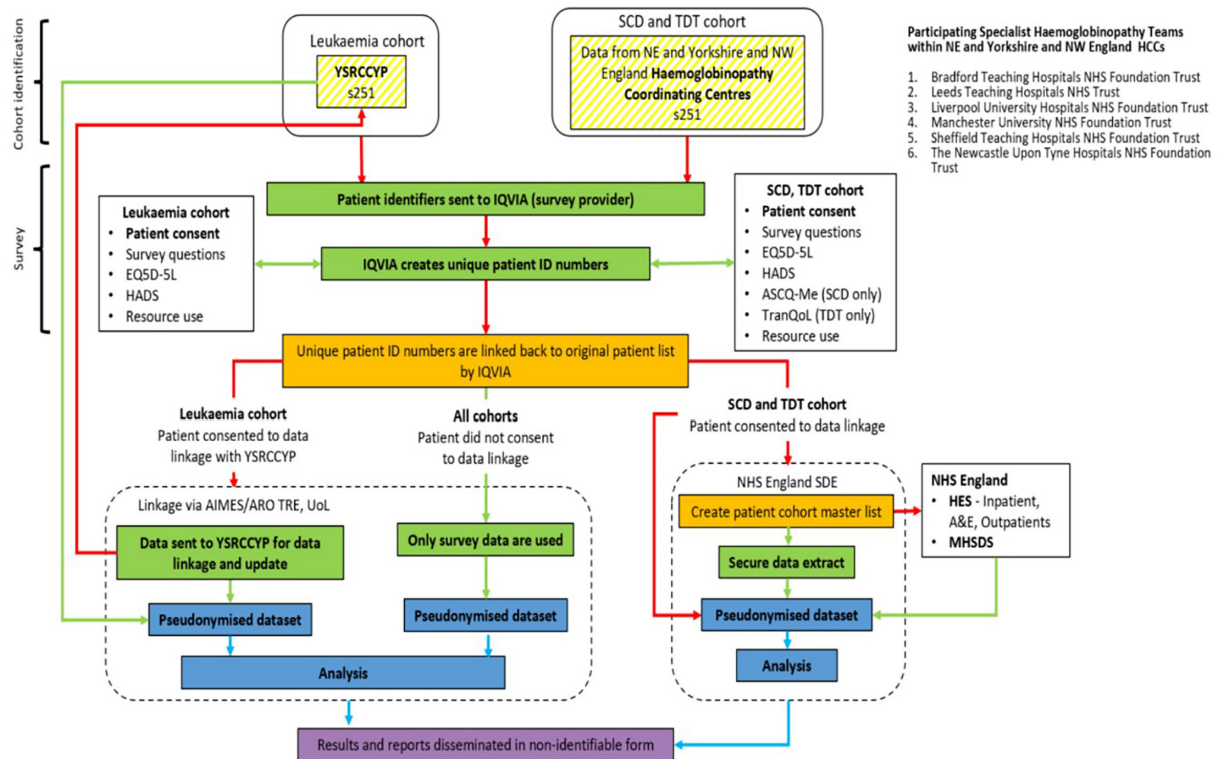 Cohort identification
Leukaemia cohort
YSRCCYP
s251
SCD and TDT cohort
Data from NE and Yorkshire and NW
England Haemoglobinopathy
Coordinating Centres
s251
Participating Specialist Haemoglobinopathy Teams
within NE and Yorkshire and NW England HCCs
1. Bradford Teaching Hospitals NHS Foundation Trust
2. Leeds Teaching Hospitals NHS Trust
3. Liverpool University Hospitals NHS Foundation Trust
4. Manchester University NHS Foundation Trust
5. Sheffield Teaching Hospitals NHS Foundation Trust
6. The Newcastle Upon Tyne Hospitals NHS Foundation
Trust
Survey
Patient identifiers sent to IQVIA (survey provider)
Leukaemia cohort
• Patient consent
• Survey questions
• EQ5D-5L
• HADS
• Resource use
IQVIA creates unique patient ID numbers
SCD, TDT cohort
• Patient consent
• Survey questions
• EQ5D-5L
• HADS
• ASCQ-Me (SCD only)
• TranQoL (TDT only)
• Resource use
Unique patient ID numbers are linked back to original patient list
by IQVIA
Leukaemia cohort
Patient consented to data
linkage with YSRCCYP
All cohorts
Patient did not consent
to data linkage
SCD and TDT cohort
Patient consented to data linkage
Linkage via AIMES/ARO TRE, UoL
Data sent to YSRCCYP for data
linkage and update
Only survey data are used
Pseudonymised dataset
Pseudonymised dataset
Analysis
NHS England SDE
Create patient cohort master list
Secure data extract
Pseudonymised dataset
Analysis
NHS England
• HES - Inpatient,
A&E, Outpatients
• MHSDS
Results and reports disseminated in non-identifiable form